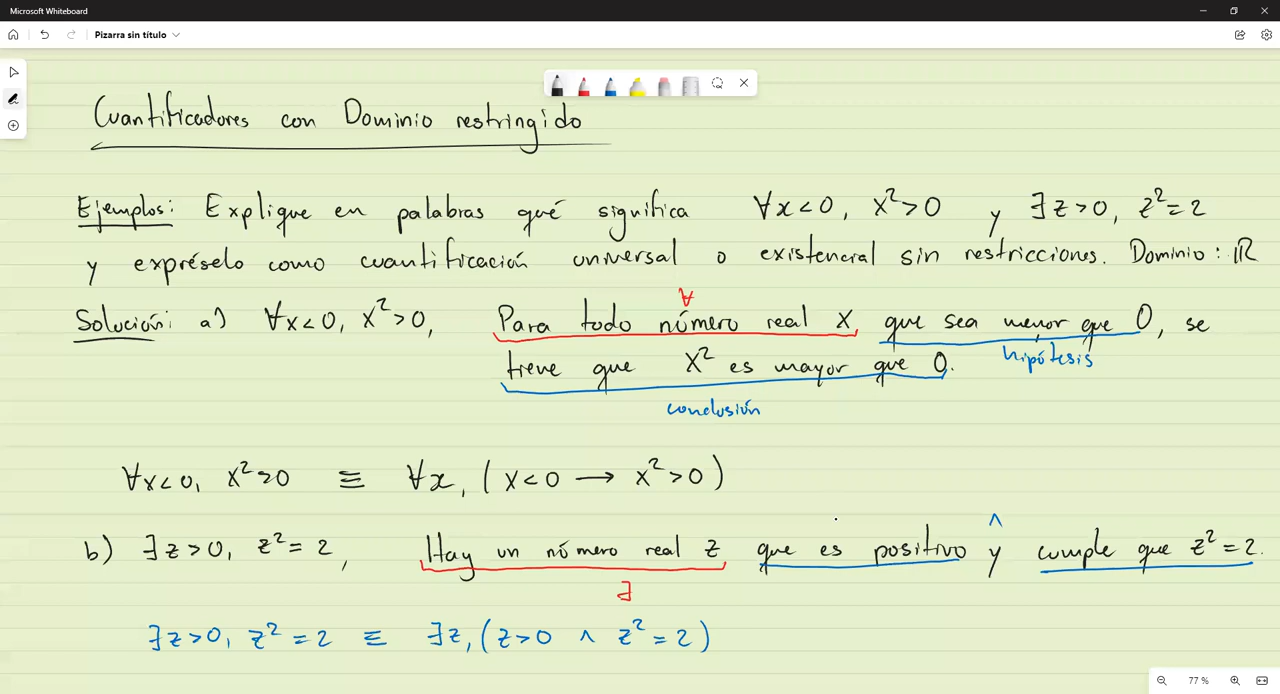 Microsoft Whiteboard
Pizarra sin título
Cuantificadores con Dominio restringido
Ejemplos: Explique en palabras qué significa ∀x<0, x²>0 y ∃z>0, z²=2
y expréselo como cuantificación universal o existencial sin restricciones. Dominio: ℝ
∀
Solución: a) ∀x<0, x²>0, Para todo número real x que sea menor que 0, se
hipótesis
tiene que x² es mayor que 0.
conclusión
∀x<0, x²>0 ≡ ∀x, (x<0 → x²>0)
∧
b) ∃z>0, z²=2, Hay un número real z que es positivo y cumple que z²=2.
∃
∃z>0, z²=2 ≡ ∃z, (z>0 ∧ z²=2)
77 %